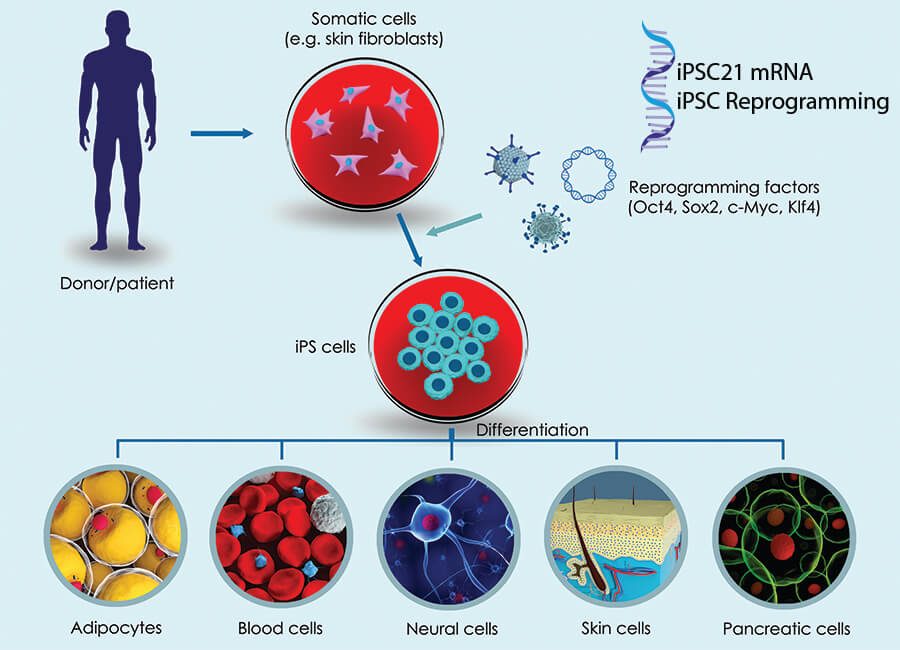 Somatic cells
(e.g. skin fibroblasts)
iPSC21 mRNA
iPSC Reprogramming
Reprogramming factors
(Oct4, Sox2, c-Myc, Klf4)
Donor/patient
iPS cells
Differentiation
Adipocytes
Blood cells
Neural cells
Skin cells
Pancreatic cells